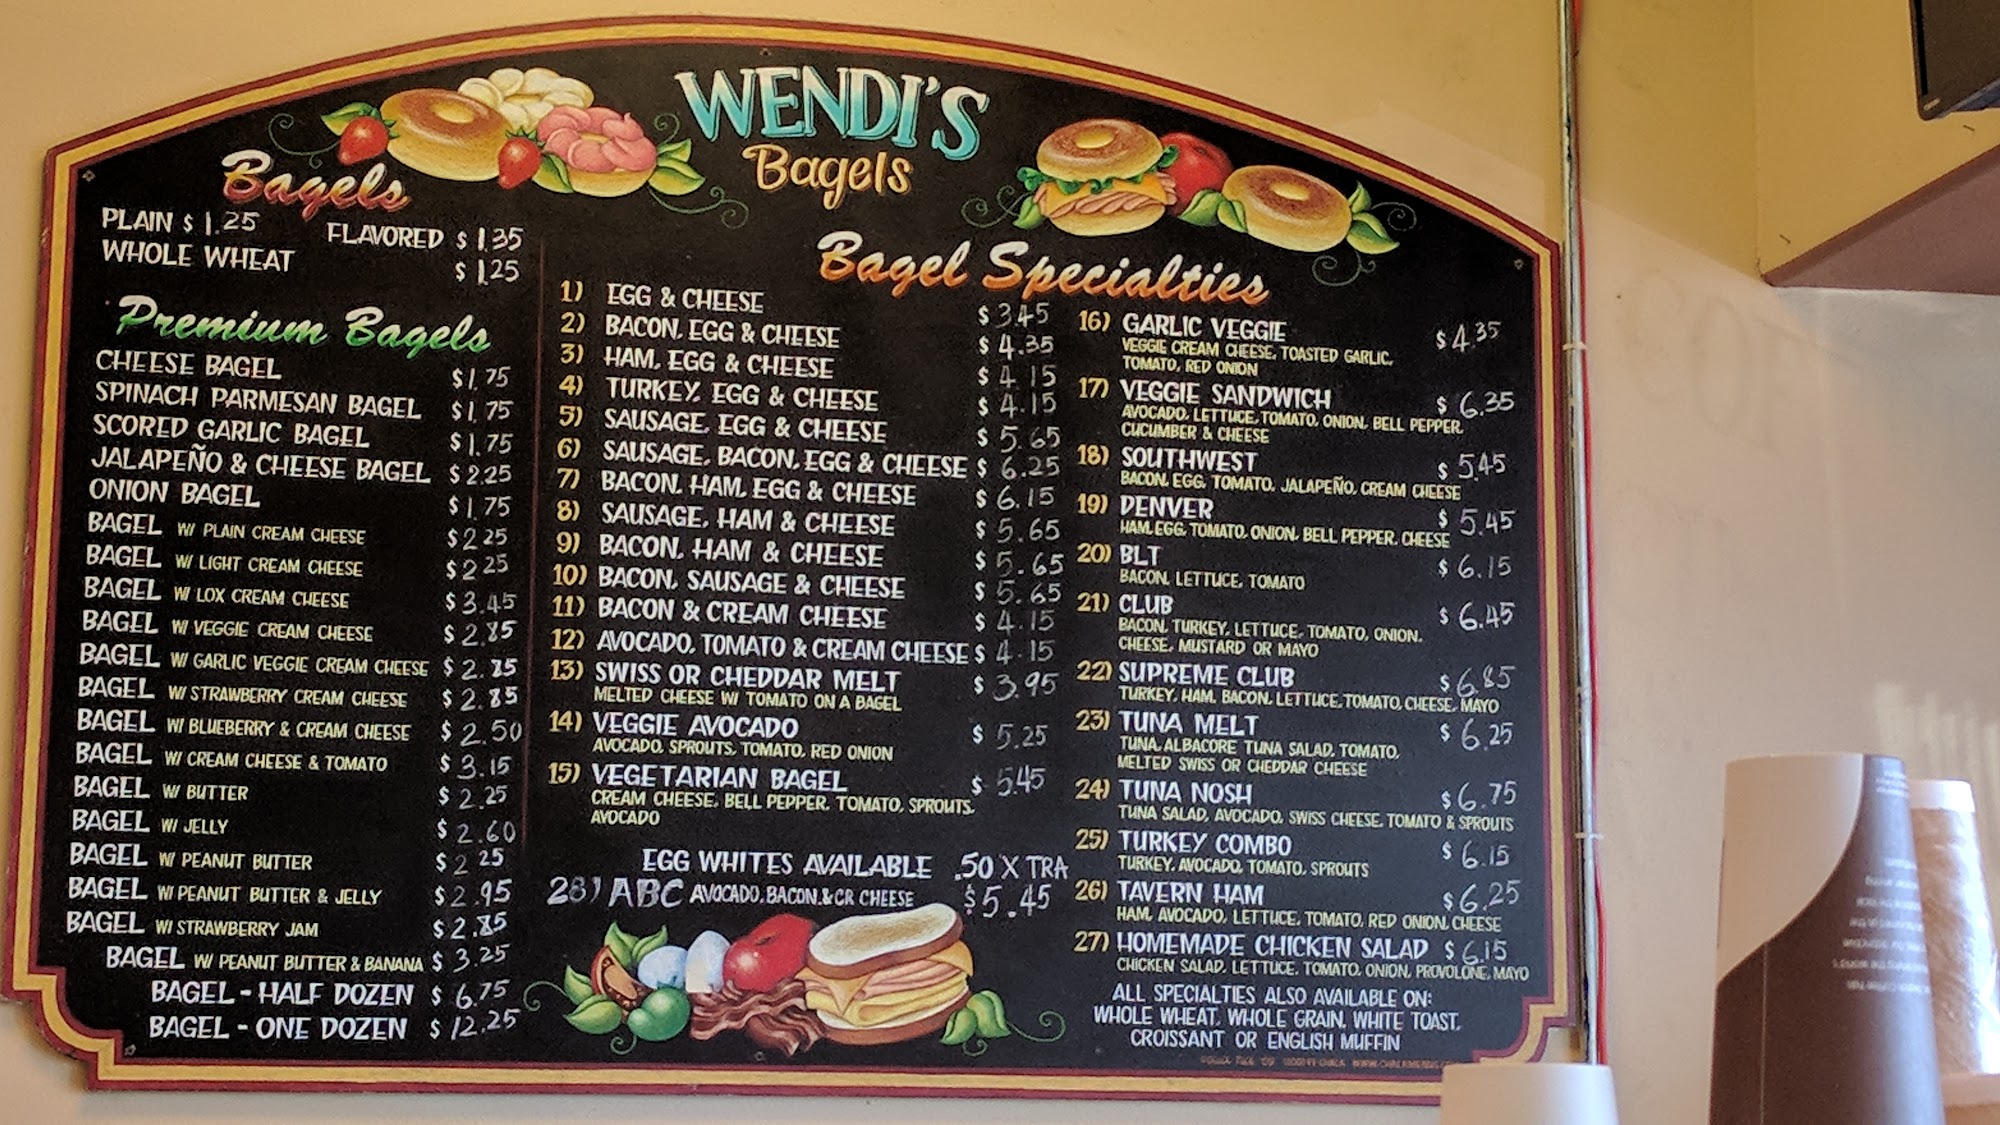 WENDI'S
Bagels
Bagels
PLAIN $ 1.25
FLAVORED $ 1.35
WHOLE WHEAT $ 1.25
Premium Bagels
CHEESE BAGEL $1.75
SPINACH PARMESAN BAGEL $1.75
SCORED GARLIC BAGEL $1.75
JALAPEÑO & CHEESE BAGEL $2.25
ONION BAGEL $1.75
BAGEL W/ PLAIN CREAM CHEESE $2.25
BAGEL W/ LIGHT CREAM CHEESE $2.25
BAGEL W/ LOX CREAM CHEESE $3.45
BAGEL W/ VEGGIE CREAM CHEESE $2.85
BAGEL W/ GARLIC VEGGIE CREAM CHEESE $2.85
BAGEL W/ STRAWBERRY CREAM CHEESE $2.85
BAGEL W/ BLUEBERRY & CREAM CHEESE $2.50
BAGEL W/ CREAM CHEESE & TOMATO $3.15
BAGEL W/ BUTTER $2.25
BAGEL W/ JELLY $2.60
BAGEL W/ PEANUT BUTTER $2.25
BAGEL W/ PEANUT BUTTER & JELLY $2.95
BAGEL W/ STRAWBERRY JAM $2.85
BAGEL W/ PEANUT BUTTER & BANANA $3.25
BAGEL - HALF DOZEN $6.75
BAGEL - ONE DOZEN $12.25
Bagel Specialties
1) EGG & CHEESE $3.45
2) BACON, EGG & CHEESE $4.35
3) HAM, EGG & CHEESE $4.15
4) TURKEY, EGG & CHEESE $4.15
5) SAUSAGE, EGG & CHEESE $5.65
6) SAUSAGE, BACON, EGG & CHEESE $6.25
7) BACON, HAM, EGG & CHEESE $6.15
8) SAUSAGE, HAM & CHEESE $5.65
9) BACON, HAM & CHEESE $5.65
10) BACON, SAUSAGE & CHEESE $5.65
11) BACON & CREAM CHEESE $4.15
12) AVOCADO, TOMATO & CREAM CHEESE $4.15
13) SWISS OR CHEDDAR MELT $3.95
MELTED CHEESE W/ TOMATO ON A BAGEL
14) VEGGIE AVOCADO $5.25
AVOCADO, SPROUTS, TOMATO, RED ONION
15) VEGETARIAN BAGEL $5.45
CREAM CHEESE, BELL PEPPER, TOMATO, SPROUTS,
AVOCADO
EGG WHITES AVAILABLE .50 X TRA
28) ABC AVOCADO, BACON & CR CHEESE $5.45
16) GARLIC VEGGIE $4.35
VEGGIE CREAM CHEESE, TOASTED GARLIC,
TOMATO, RED ONION
17) VEGGIE SANDWICH $6.35
AVOCADO, LETTUCE, TOMATO, ONION, BELL PEPPER,
CUCUMBER & CHEESE
18) SOUTHWEST $5.45
BACON, EGG, TOMATO, JALAPEÑO, CREAM CHEESE
19) DENVER $5.45
HAM, EGG, TOMATO, ONION, BELL PEPPER, CHEESE
20) BLT $6.15
BACON, LETTUCE, TOMATO
21) CLUB $6.45
BACON, TURKEY, LETTUCE, TOMATO, ONION,
CHEESE, MUSTARD OR MAYO
22) SUPREME CLUB $6.85
TURKEY, HAM, BACON, LETTUCE, TOMATO, CHEESE, MAYO
23) TUNA MELT $6.25
TUNA, ALBACORE TUNA SALAD, TOMATO,
MELTED SWISS OR CHEDDAR CHEESE
24) TUNA NOSH $6.75
TUNA SALAD, AVOCADO, SWISS CHEESE, TOMATO & SPROUTS
25) TURKEY COMBO $6.15
TURKEY, AVOCADO, TOMATO, SPROUTS
26) TAVERN HAM $6.25
HAM, AVOCADO, LETTUCE, TOMATO, RED ONION, CHEESE
27) HOMEMADE CHICKEN SALAD $6.15
CHICKEN SALAD, LETTUCE, TOMATO, ONION, PROVOLONE, MAYO
ALL SPECIALTIES ALSO AVAILABLE ON:
WHOLE WHEAT, WHOLE GRAIN, WHITE TOAST,
CROISSANT OR ENGLISH MUFFIN